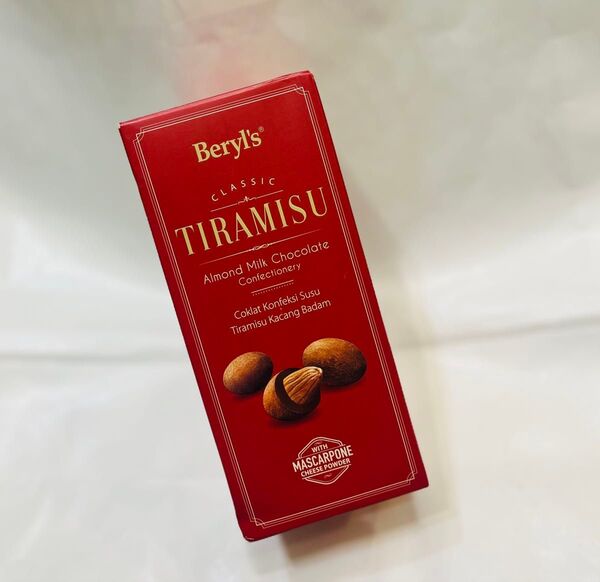 Beryl's®
CLASSIC
TIRAMISU
Almond Milk Chocolate
Confectionery
Coklat Konfeksi Susu
Tiramisu Kacang Badam
WITH
MASCARPONE
CHEESE POWDER